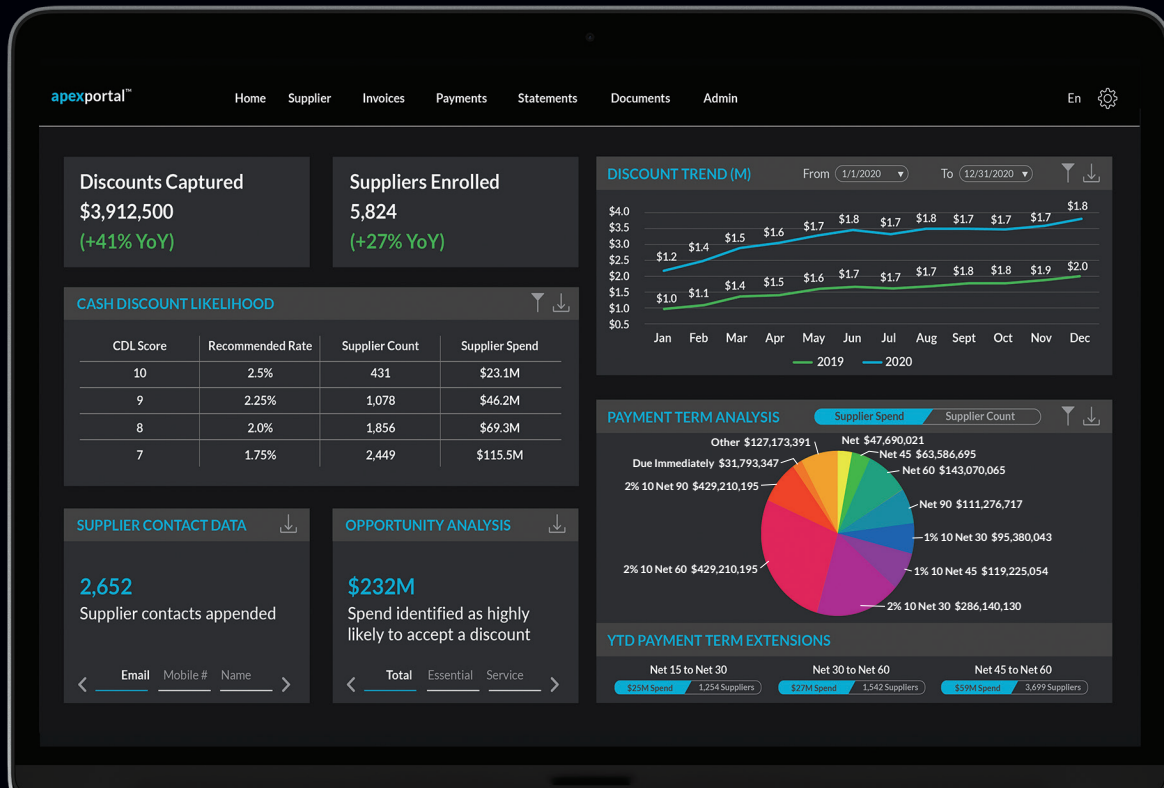 apexportal™
Home Supplier Invoices Payments Statements Documents Admin En
Discounts Captured
$3,912,500
(+41% YoY)
Suppliers Enrolled
5,824
(+27% YoY)
CASH DISCOUNT LIKELIHOOD
CDL Score Recommended Rate Supplier Count Supplier Spend
10 2.5% 431 $23.1M
9 2.25% 1,078 $46.2M
8 2.0% 1,856 $69.3M
7 1.75% 2,449 $115.5M
SUPPLIER CONTACT DATA
2,652
Supplier contacts appended
Email Mobile # Name
OPPORTUNITY ANALYSIS
$232M
Spend identified as highly
likely to accept a discount
Total Essential Service
DISCOUNT TREND (M) From 1/1/2020 To 12/31/2020
$4.0
$3.5
$3.0
$2.5
$2.0
$1.5
$1.0
$0.5
$1.2 $1.4 $1.5 $1.6 $1.7 $1.8 $1.7 $1.8 $1.7 $1.7 $1.7 $1.8
$1.0 $1.1 $1.4 $1.5 $1.6 $1.7 $1.7 $1.7 $1.8 $1.8 $1.9 $2.0
Jan Feb Mar Apr May Jun Jul Aug Sept Oct Nov Dec
2019 2020
PAYMENT TERM ANALYSIS Supplier Spend Supplier Count
Other $127,173,391
Due Immediately $31,793,347
2% 10 Net 90 $429,210,195
2% 10 Net 60 $429,210,195
Net $47,690,021
Net 45 $63,586,695
Net 60 $143,070,065
Net 90 $111,276,717
1% 10 Net 30 $95,380,043
1% 10 Net 45 $119,225,054
2% 10 Net 30 $286,140,130
YTD PAYMENT TERM EXTENSIONS
Net 15 to Net 30 Net 30 to Net 60 Net 45 to Net 60
$25M Spend 1,254 Suppliers $27M Spend 1,542 Suppliers $59M Spend 3,699 Suppliers